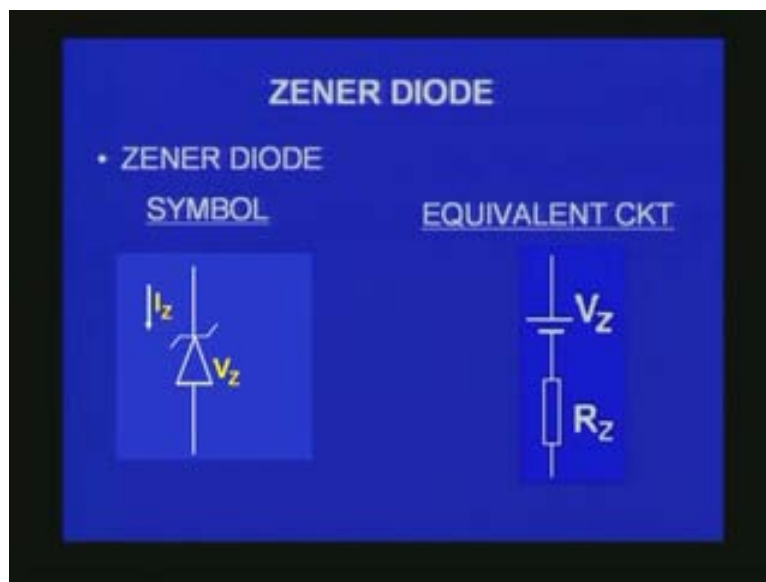 ZENER DIODE
• ZENER DIODE
SYMBOL
EQUIVALENT CKT
IZ
VZ
VZ
RZ